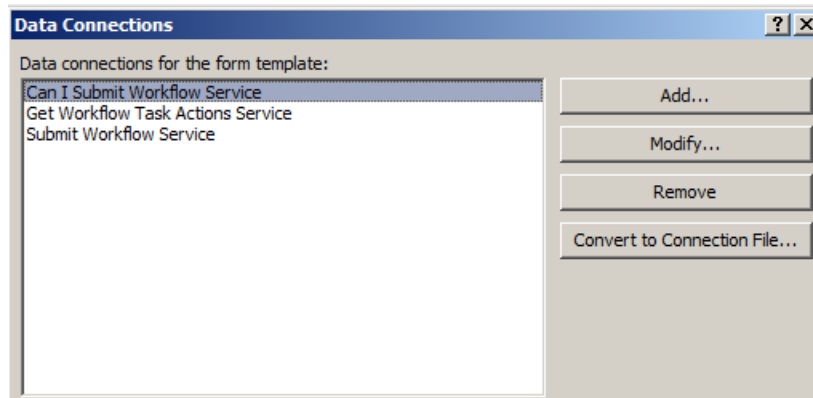 Data Connections
Data connections for the form template:
Can I Submit Workflow Service
Get Workflow Task Actions Service
Submit Workflow Service
Add...
Modify...
Remove
Convert to Connection File...